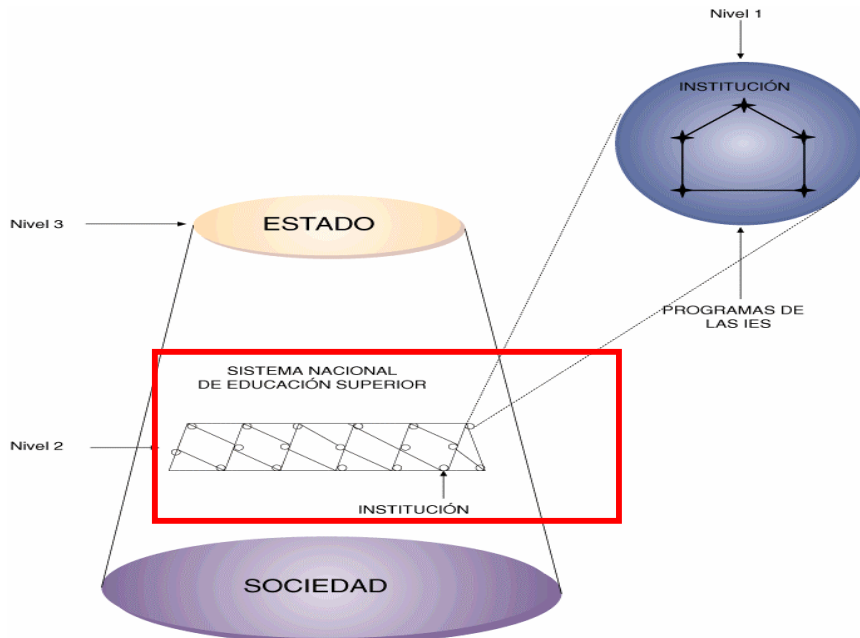 Nivel 1
INSTITUCIÓN
Nivel 3
ESTADO
PROGRAMAS DE
LAS IES
SISTEMA NACIONAL
DE EDUCACIÓN SUPERIOR
Nivel 2
INSTITUCIÓN
SOCIEDAD